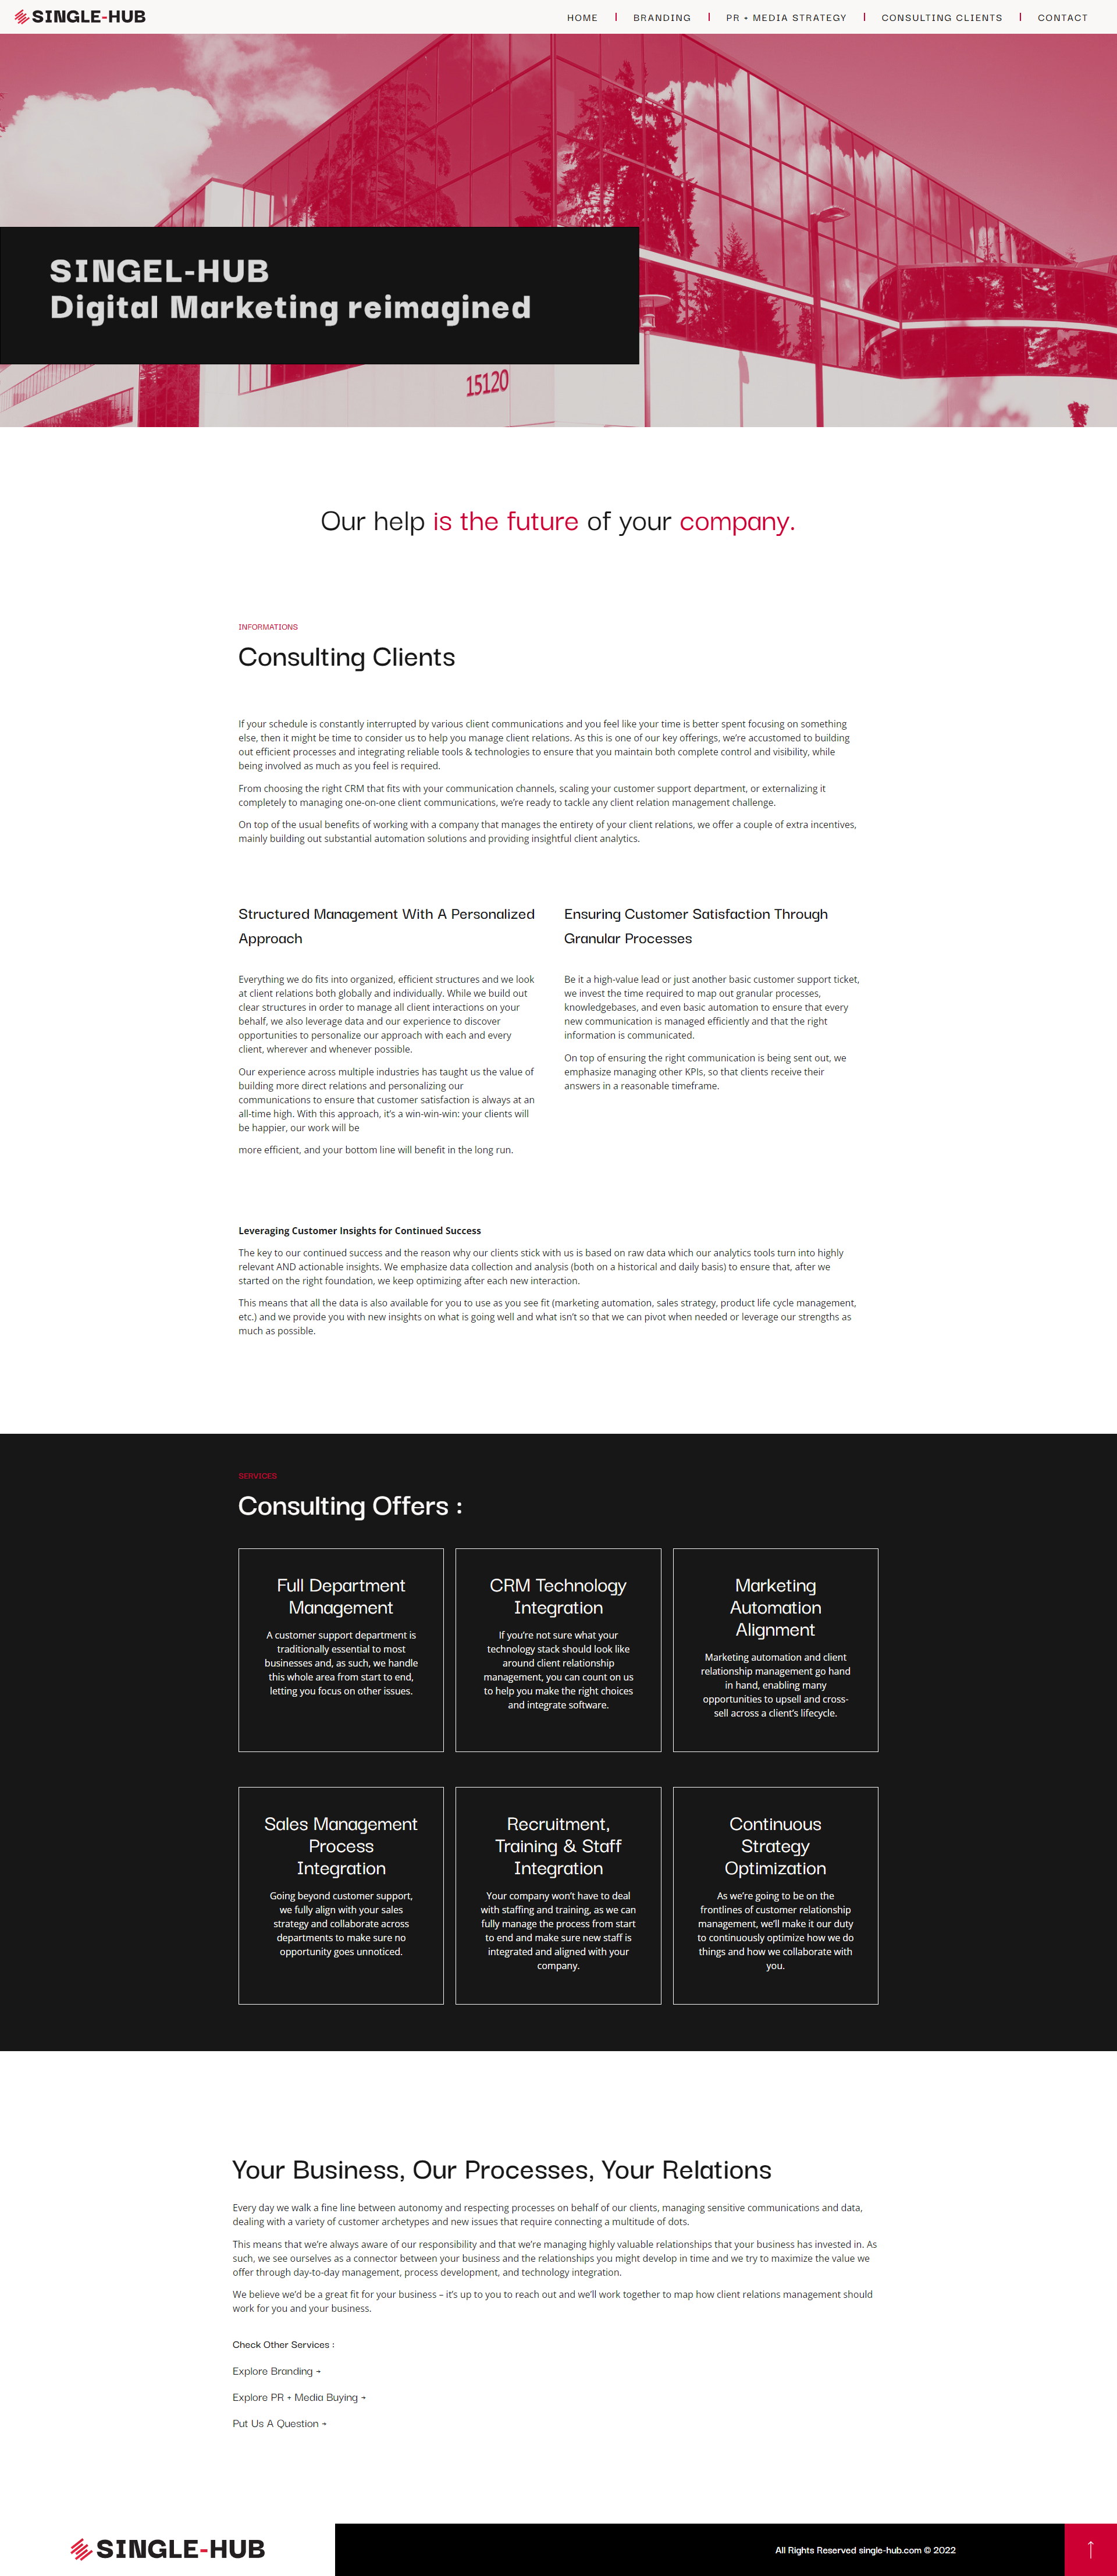 SINGLE-HUB
HOME
BRANDING
PR + MEDIA STRATEGY
CONSULTING CLIENTS
CONTACT
SINGEL-HUB
Digital Marketing reimagined
15120
Our help is the future of your company.
INFORMATIONS
Consulting Clients
If your schedule is constantly interrupted by various client communications and you feel like your time is better spent focusing on something
else, then it might be time to consider us to help you manage client relations. As this is one of our key offerings, we're accustomed to building
out efficient processes and integrating reliable tools & technologies to ensure that you maintain both complete control and visibility, while
being involved as much as you feel is required.
From choosing the right CRM that fits with your communication channels, scaling your customer support department, or externalizing it
completely to managing one-on-one client communications, we're ready to tackle any client relation management challenge.
On top of the usual benefits of working with a company that manages the entirety of your client relations, we offer a couple of extra incentives,
mainly building out substantial automation solutions and providing insightful client analytics.
Structured Management With A Personalized
Approach
Everything we do fits into organized, efficient structures and we look
at client relations both globally and individually. While we build out
clear structures in order to manage all client interactions on your
behalf, we also leverage data and our experience to discover
opportunities to personalize our approach with each and every
client, wherever and whenever possible.
Our experience across multiple industries has taught us the value of
building more direct relations and personalizing our
communications to ensure that customer satisfaction is always at an
all-time high. With this approach, it's a win-win-win: your clients will
be happier, our work will be
more efficient, and your bottom line will benefit in the long run.
Ensuring Customer Satisfaction Through
Granular Processes
Be it a high-value lead or just another basic customer support ticket,
we invest the time required to map out granular processes,
knowledgebases, and even basic automation to ensure that every
new communication is managed efficiently and that the right
information is communicated.
On top of ensuring the right communication is being sent out, we
emphasize managing other KPIs, so that clients receive their
answers in a reasonable timeframe.
Leveraging Customer Insights for Continued Success
The key to our continued success and the reason why our clients stick with us is based on raw data which our analytics tools turn into highly
relevant AND actionable insights. We emphasize data collection and analysis (both on a historical and daily basis) to ensure that, after we
started on the right foundation, we keep optimizing after each new interaction.
This means that all the data is also available for you to use as you see fit (marketing automation, sales strategy, product life cycle management,
etc.) and we provide you with new insights on what is going well and what isn't so that we can pivot when needed or leverage our strengths as
much as possible.
SERVICES
Consulting Offers :
Full Department
Management
A customer support department is
traditionally essential to most
businesses and, as such, we handle
this whole area from start to end,
letting you focus on other issues.
CRM Technology
Integration
If you're not sure what your
technology stack should look like
around client relationship
management, you can count on us
to help you make the right choices
and integrate software.
Marketing
Automation
Alignment
Marketing automation and client
relationship management go hand
in hand, enabling many
opportunities to upsell and cross-
sell across a client's lifecycle.
Sales Management
Process
Integration
Going beyond customer support,
we fully align with your sales
strategy and collaborate across
departments to make sure no
opportunity goes unnoticed.
Recruitment,
Training & Staff
Integration
Your company won't have to deal
with staffing and training, as we can
fully manage the process from start
to end and make sure new staff is
integrated and aligned with your
company.
Continuous
Strategy
Optimization
As we're going to be on the
frontlines of customer relationship
management, we'll make it our duty
to continuously optimize how we do
things and how we collaborate with
you.
Your Business, Our Processes, Your Relations
Every day we walk a fine line between autonomy and respecting processes on behalf of our clients, managing sensitive communications and data,
dealing with a variety of customer archetypes and new issues that require connecting a multitude of dots.
This means that we're always aware of our responsibility and that we're managing highly valuable relationships that your business has invested in. As
such, we see ourselves as a connector between your business and the relationships you might develop in time and we try to maximize the value we
offer through day-to-day management, process development, and technology integration.
We believe we'd be a great fit for your business – it's up to you to reach out and we'll work together to map how client relations management should
work for you and your business.
Check Other Services :
Explore Branding →
Explore PR + Media Buying →
Put Us A Question →
SINGLE-HUB
All Rights Reserved single-hub.com © 2022